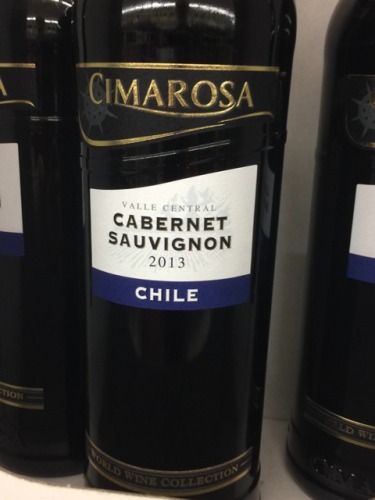 CIMAROSA
VALLE CENTRAL
CABERNET
SAUVIGNON
2013
CHILE
WORLD WINE COLLECTION